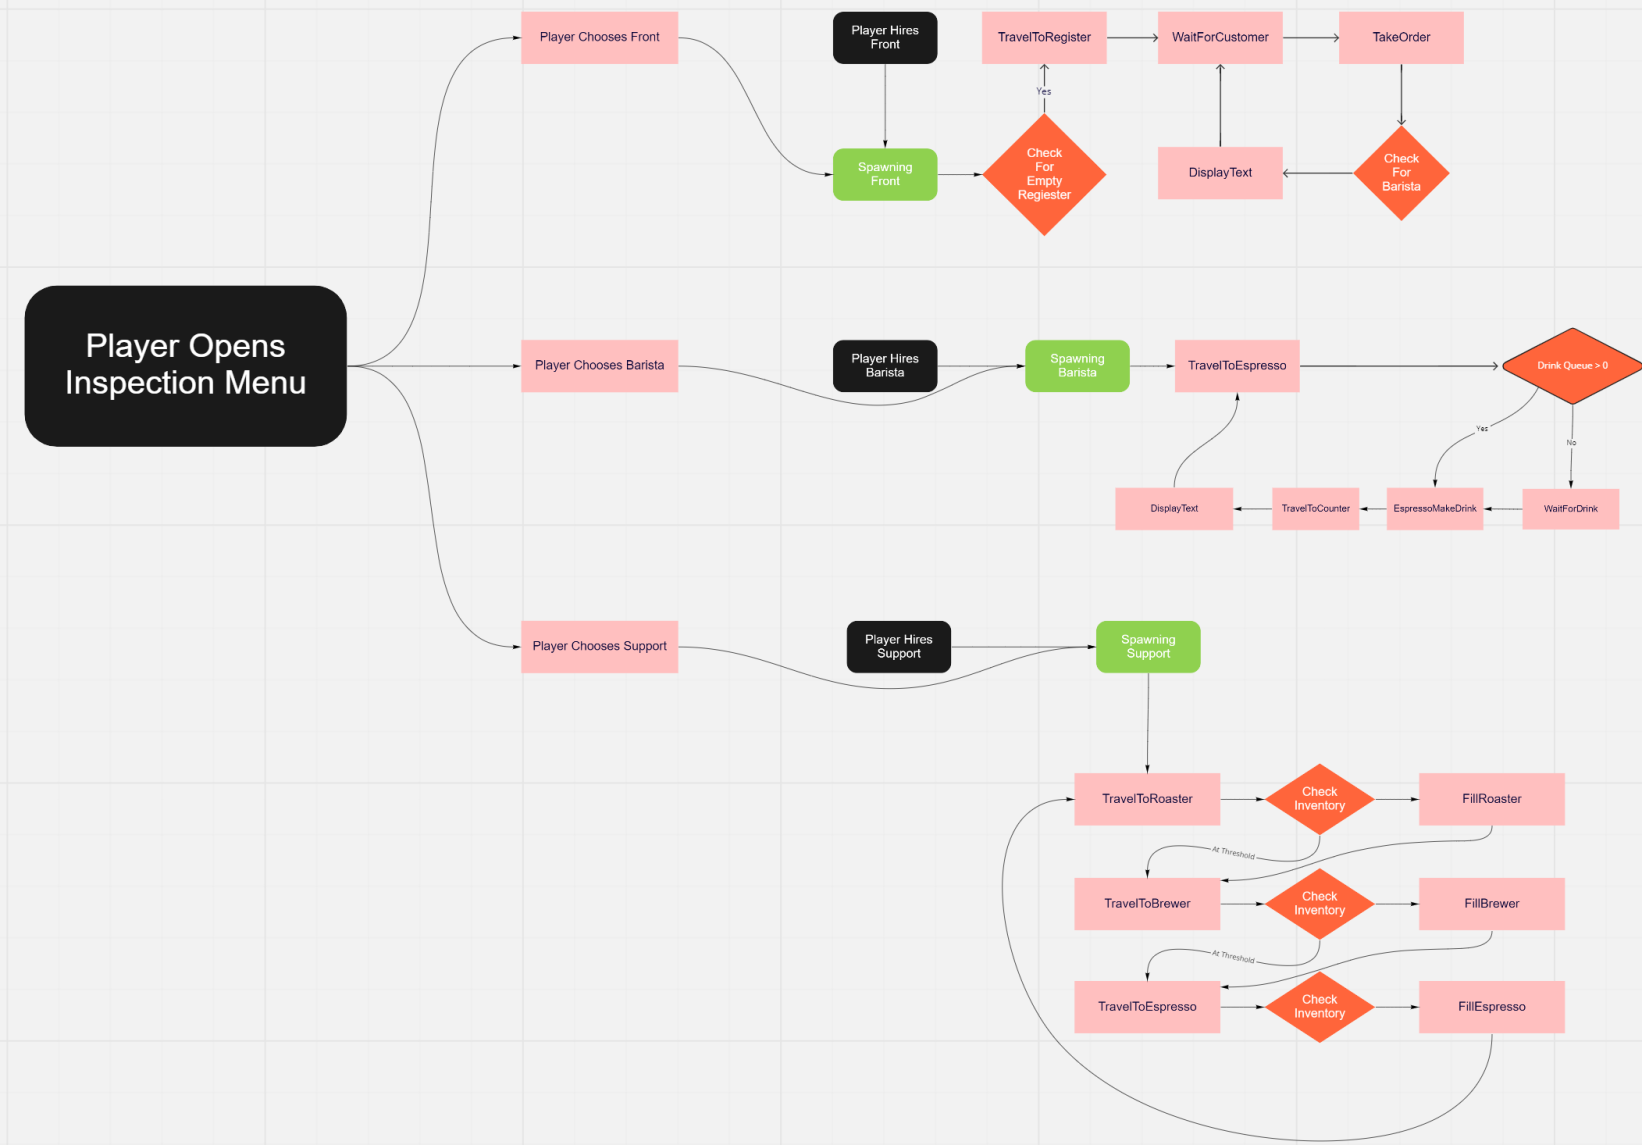 Player Chooses Front
Player Hires
Front
TravelToRegister
WaitForCustomer
TakeOrder
Yes
Spawning
Front
Check
For
Empty
Regiester
DisplayText
Check
For
Barista
Player Opens
Inspection Menu
Player Chooses Barista
Player Hires
Barista
Spawning
Barista
TravelToEspresso
Drink Queue > 0
Yes
No
DisplayText
TravelToCounter
EspressoMakeDrink
WaitForDrink
Player Chooses Support
Player Hires
Support
Spawning
Support
TravelToRoaster
Check
Inventory
FillRoaster
At Threshold
TravelToBrewer
Check
Inventory
FillBrewer
At Threshold
TravelToEspresso
Check
Inventory
FillEspresso